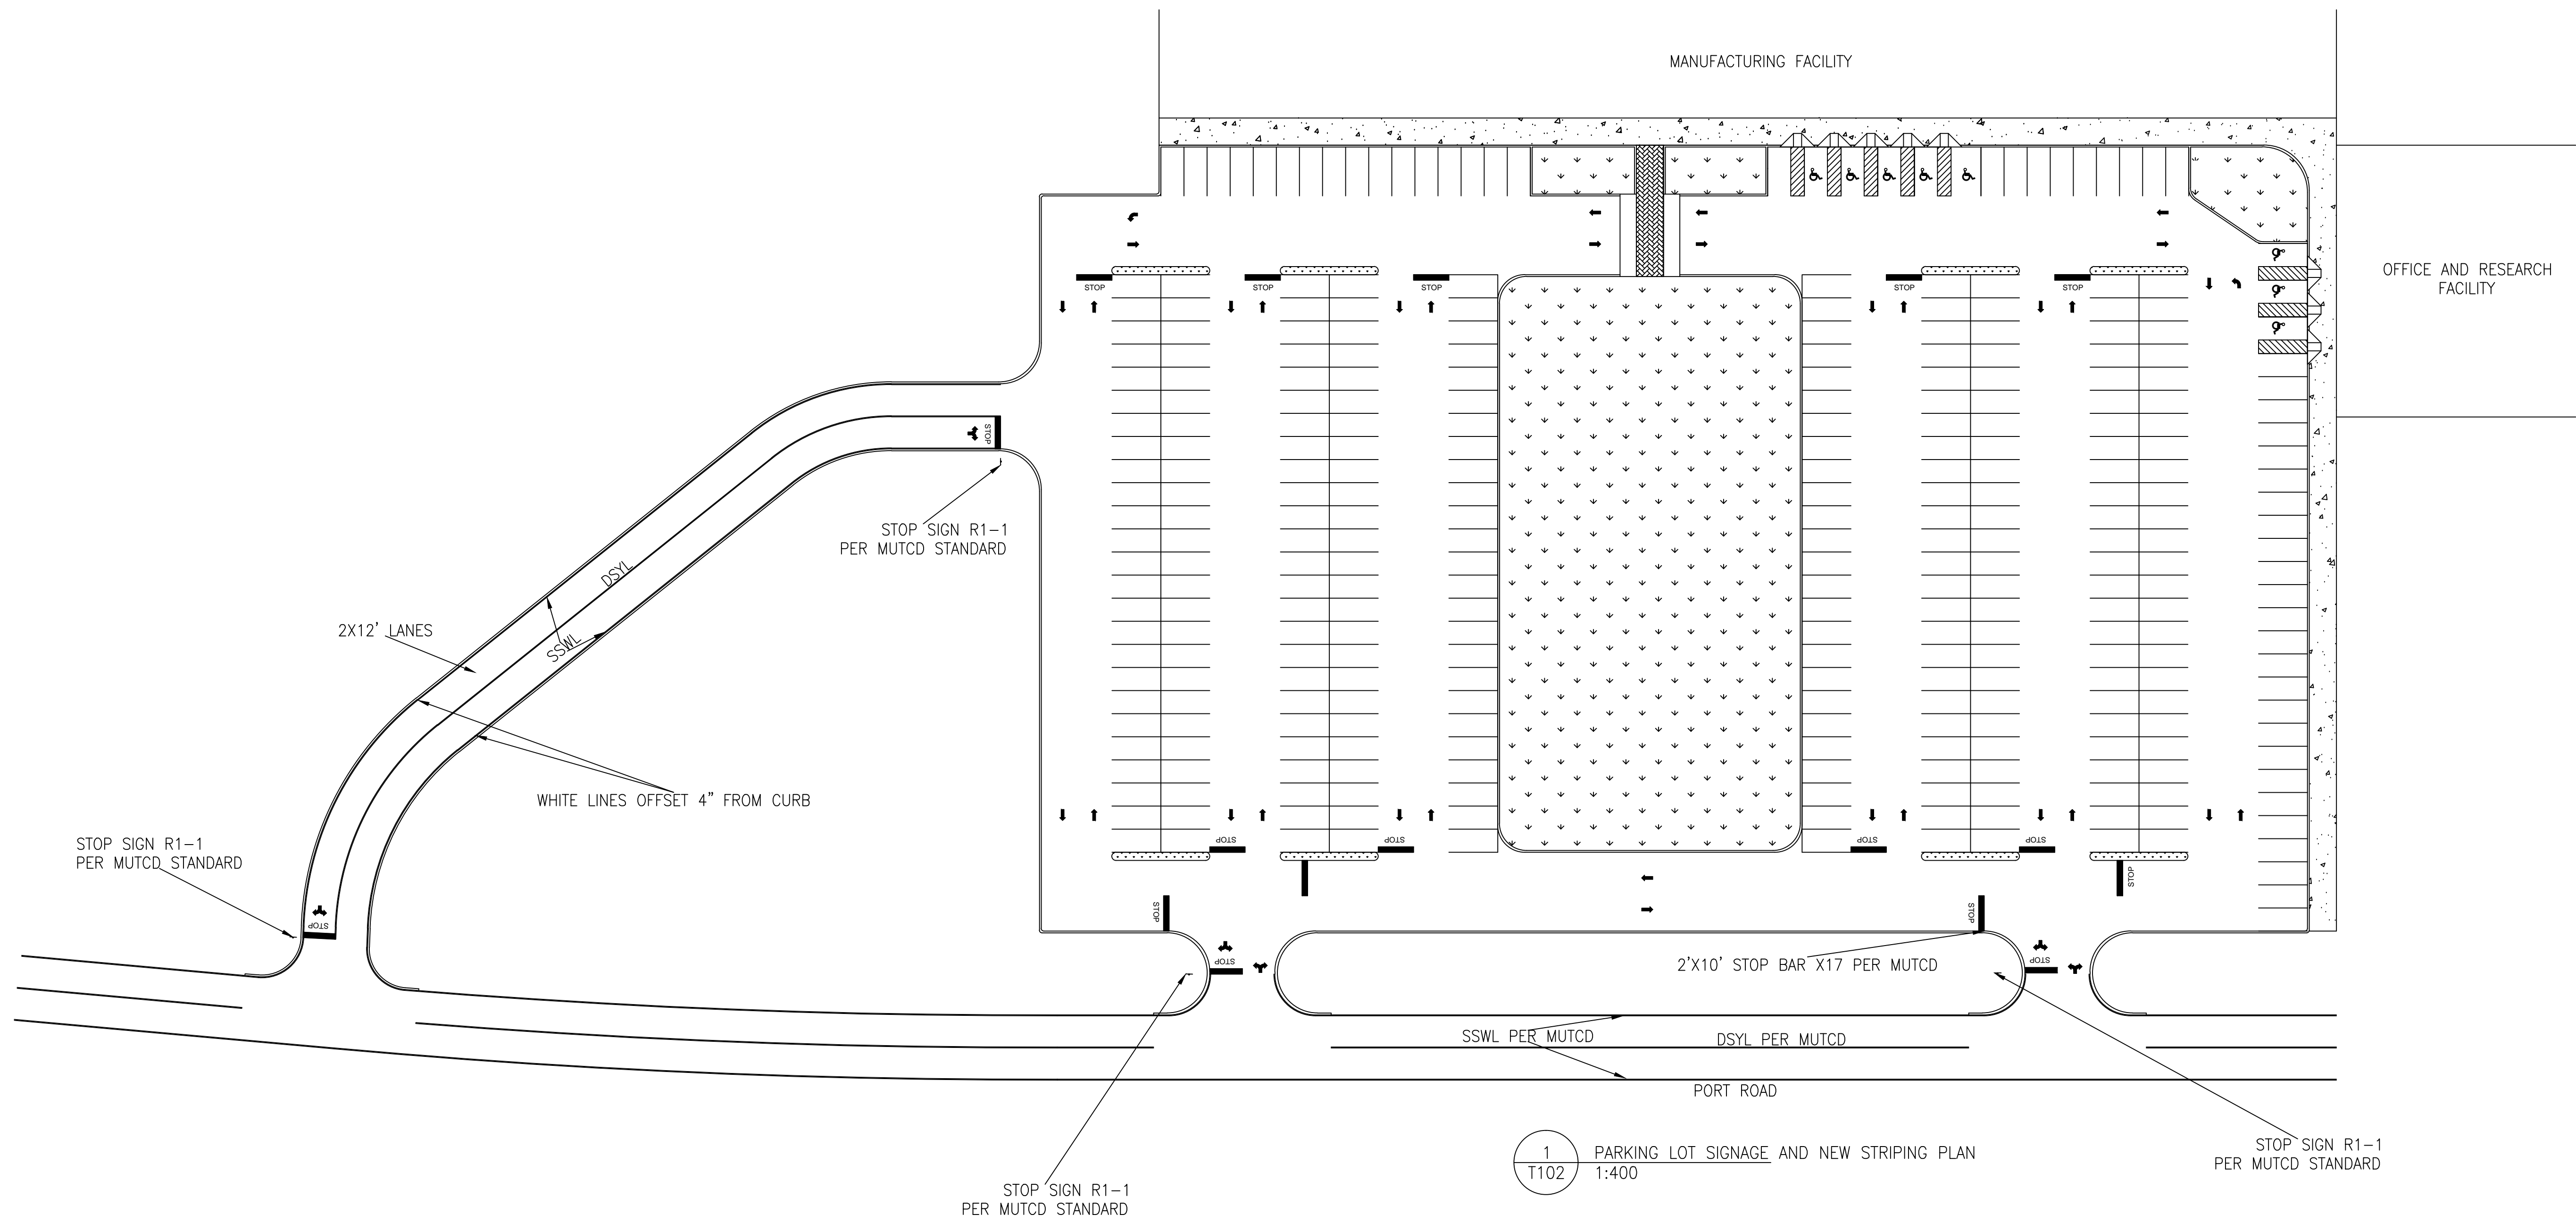 MANUFACTURING FACILITY
OFFICE AND RESEARCH
FACILITY
STOP
STOP
STOP
STOP
STOP
STOP
STOP SIGN R1-1
PER MUTCD STANDARD
DSYL
2X12' LANES
SSWL
WHITE LINES OFFSET 4" FROM CURB
STOP SIGN R1-1
PER MUTCD STANDARD
STOP
STOP
STOP
STOP
STOP
STOP
STOP
STOP
STOP
STOP
2'X10' STOP BAR X17 PER MUTCD
SSWL PER MUTCD
DSYL PER MUTCD
PORT ROAD
1
T102
PARKING LOT SIGNAGE AND NEW STRIPING PLAN
1:400
STOP SIGN R1-1
PER MUTCD STANDARD
STOP SIGN R1-1
PER MUTCD STANDARD